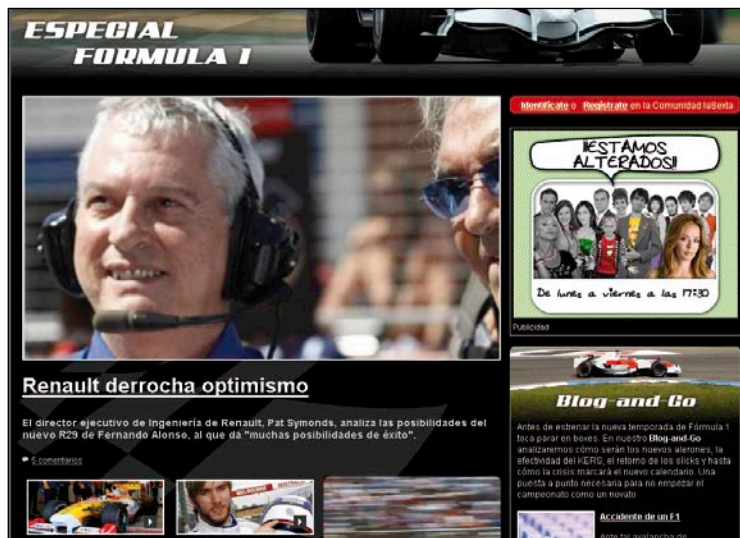 ESPECIAL
FORMULA 1
Identifícate o Regístrate en la Comunidad laSexta
¡¡ESTAMOS
ALTERADOS!!
De lunes a viernes a las 17:30
Publicidad
Renault derrocha optimismo
El director ejecutivo de Ingeniería de Renault, Pat Symonds, analiza las posibilidades del
nuevo R29 de Fernando Alonso, al que da "muchas posibilidades de éxito".
5 comentarios
Blog-and-Go
Antes de estrenar la nueva temporada de Fórmula 1
toca parar en boxes. En nuestro Blog-and-Go
analizaremos cómo serán los nuevos alerones, la
efectividad del KERS, el retorno de los slicks y hasta
cómo la crisis marcará el nuevo calendario. Una
puesta a punto necesaria para no empezar el
campeonato como un novato
Accidente de un F1
Ante tal avalancha de